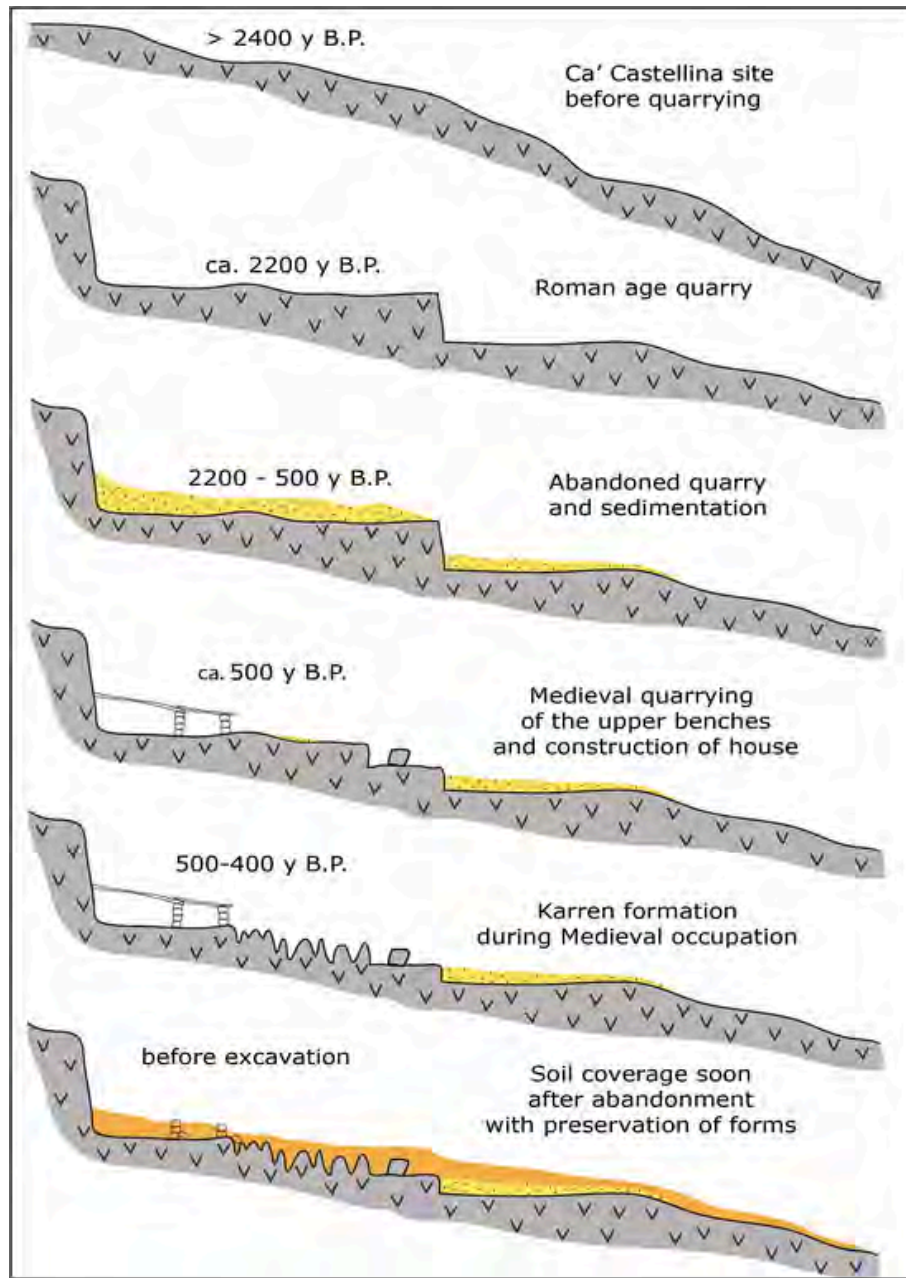 > 2400 y B.P.
Ca' Castellina site
before quarrying
ca. 2200 y B.P.
Roman age quarry
2200 - 500 y B.P.
Abandoned quarry
and sedimentation
ca. 500 y B.P.
Medieval quarrying
of the upper benches
and construction of house
500-400 y B.P.
Karren formation
during Medieval occupation
before excavation
Soil coverage soon
after abandonment
with preservation of forms